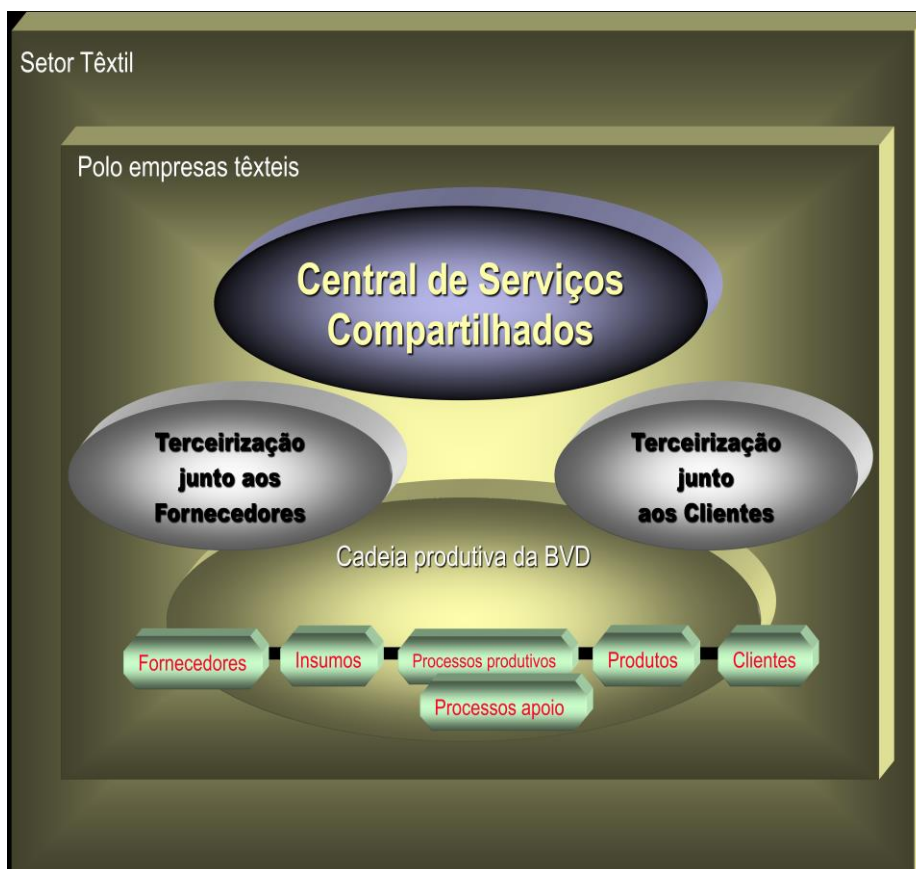 Setor Têxtil
Polo empresas têxteis
Central de Serviços
Compartilhados
Terceirização
junto aos
Fornecedores
Terceirização
junto
aos Clientes
Cadeia produtiva da BVD
Fornecedores
Insumos
Processos produtivos
Produtos
Clientes
Processos apoio